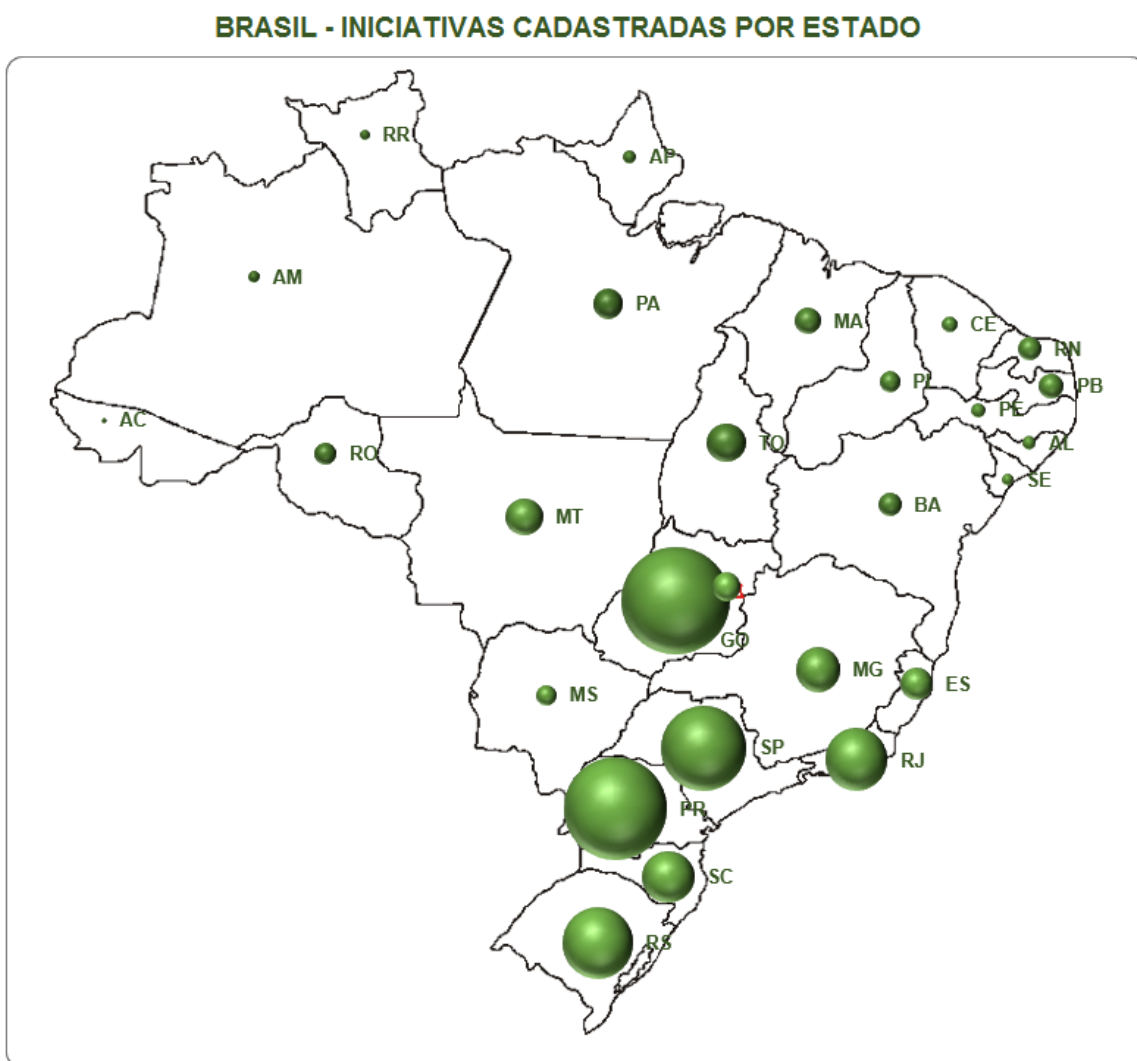 BRASIL - INICIATIVAS CADASTRADAS POR ESTADO
RR
AP
AM
PA
MA
CE
RN
PI
PB
PE
AC
TO
AL
RO
SE
BA
MT
GO
MG
ES
MS
SP
RJ
PR
SC
RS